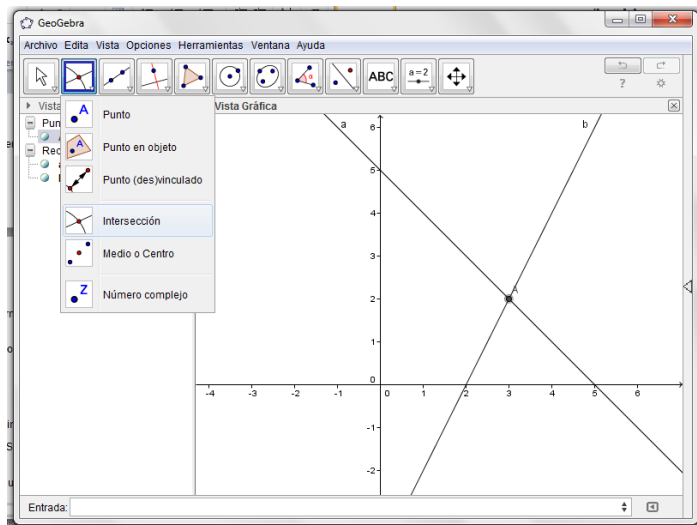 GeoGebra
Archivo Edita Vista Opciones Herramientas Ventana Ayuda
ABC a=2
α
?
Vista Gráfica
Vista
Pun
Rec
A Punto
A Punto en objeto
Punto (des)vinculado
Intersección
Medio o Centro
Z Número complejo
a
b
A
6
5
4
3
2
1
0
-1
-2
-4 -3 -2 -1 0 1 2 3 4 5 6
Entrada: